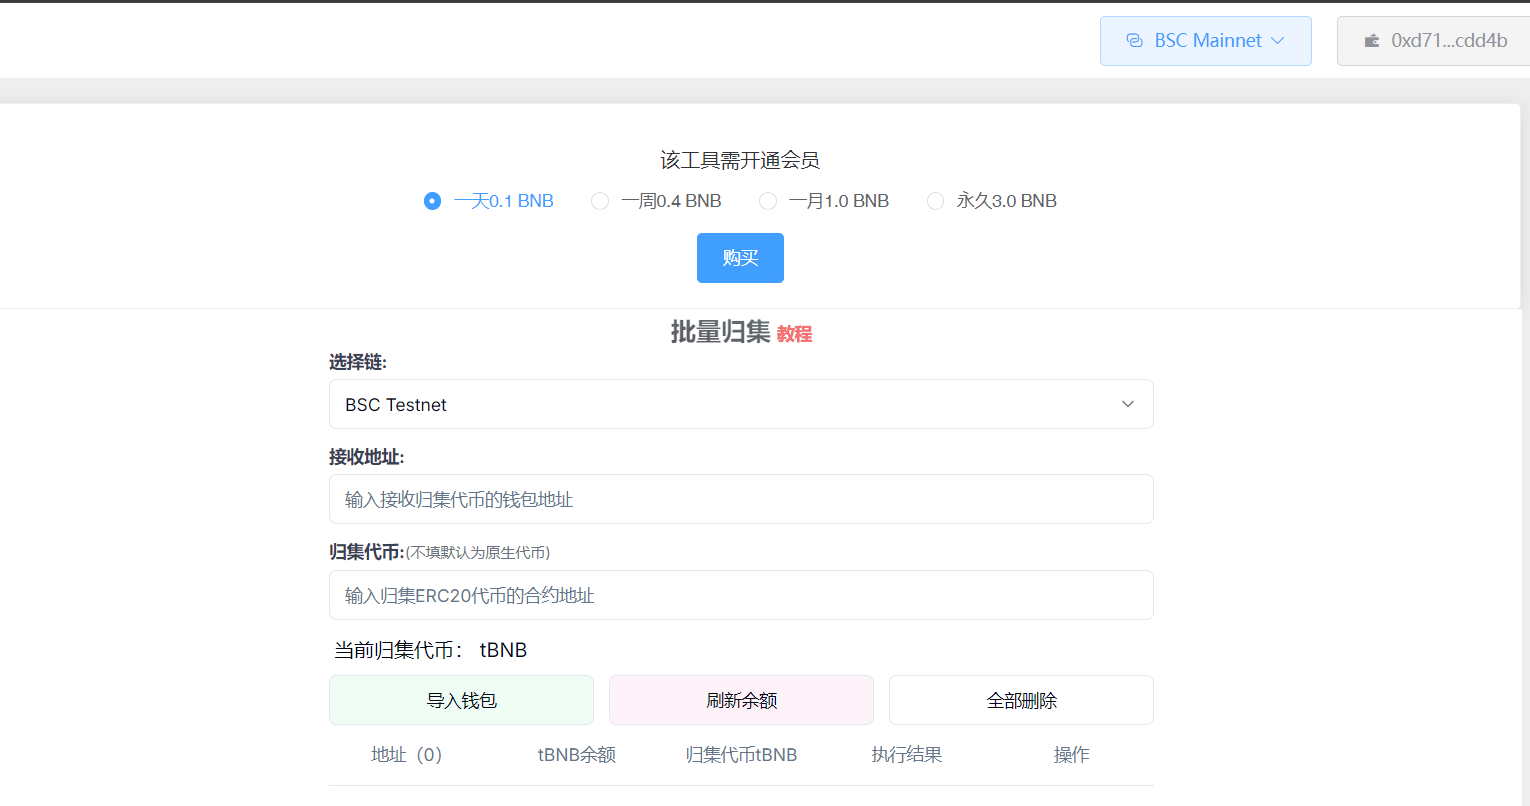 BSC Mainnet 0xd71...cdd4b
该工具需开通会员
一天0.1 BNB 一周0.4 BNB 一月1.0 BNB 永久3.0 BNB
购买
批量归集 教程
选择链:
BSC Testnet
接收地址:
输入接收归集代币的钱包地址
归集代币:(不填默认为原生代币)
输入归集ERC20代币的合约地址
当前归集代币： tBNB
导入钱包 刷新余额 全部删除
地址（0） tBNB余额 归集代币tBNB 执行结果 操作